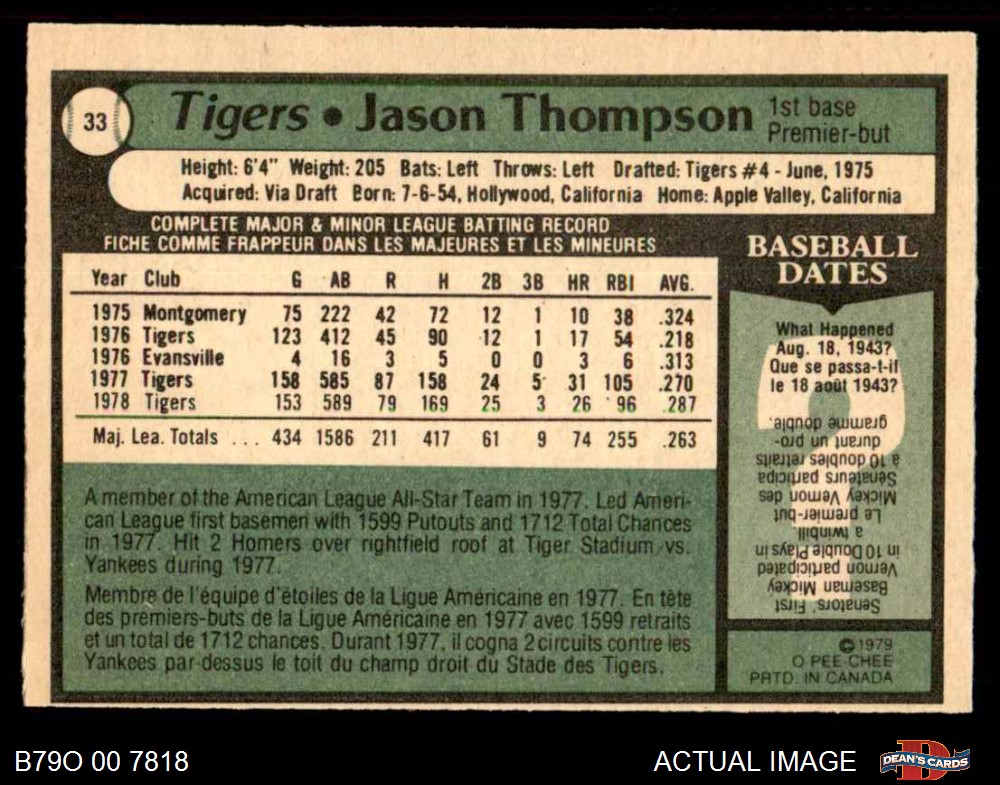 33
Tigers • Jason Thompson
1st base
Premier-but
Height: 6'4" Weight: 205 Bats: Left Throws: Left Drafted: Tigers #4 - June, 1975
Acquired: Via Draft Born: 7-6-54, Hollywood, California Home: Apple Valley, California
COMPLETE MAJOR & MINOR LEAGUE BATTING RECORD
FICHE COMME FRAPPEUR DANS LES MAJEURES ET LES MINEURES
Year Club G AB R H 2B 3B HR RBI AVG.
1975 Montgomery 75 222 42 72 12 1 10 38 .324
1976 Tigers 123 412 45 90 12 1 17 54 .218
1976 Evansville 4 16 3 5 0 0 3 6 .313
1977 Tigers 158 585 87 158 24 5 31 105 .270
1978 Tigers 153 589 79 169 25 3 26 96 .287
Maj. Lea. Totals ... 434 1586 211 417 61 9 74 255 .263
A member of the American League All-Star Team in 1977. Led Ameri-
can League first basemen with 1599 Putouts and 1712 Total Chances
in 1977. Hit 2 Homers over rightfield roof at Tiger Stadium vs.
Yankees during 1977.
Membre de l'équipe d'étoiles de la Ligue Américaine en 1977. En tête
des premiers-buts de la Ligue Américaine en 1977 avec 1599 retraits
et un total de 1712 chances. Durant 1977, il cogna 2 circuits contre les
Yankees par-dessus le toit du champ droit du Stade des Tigers.
BASEBALL
DATES
What Happened
Aug. 18, 1943?
Que se passa-t-il
le 18 août 1943?
Senators' First
Baseman Mickey
Vernon participated
in 10 Double Plays in
a twinbill
Le premier-but
Mickey Vernon des
Sénateurs participa
à 10 doubles retraits
durant un pro-
gramme double.
© 1979
O PEE CHEE
PRTD. IN CANADA
B79O 00 7818
ACTUAL IMAGE
D
DEAN'S CARDS